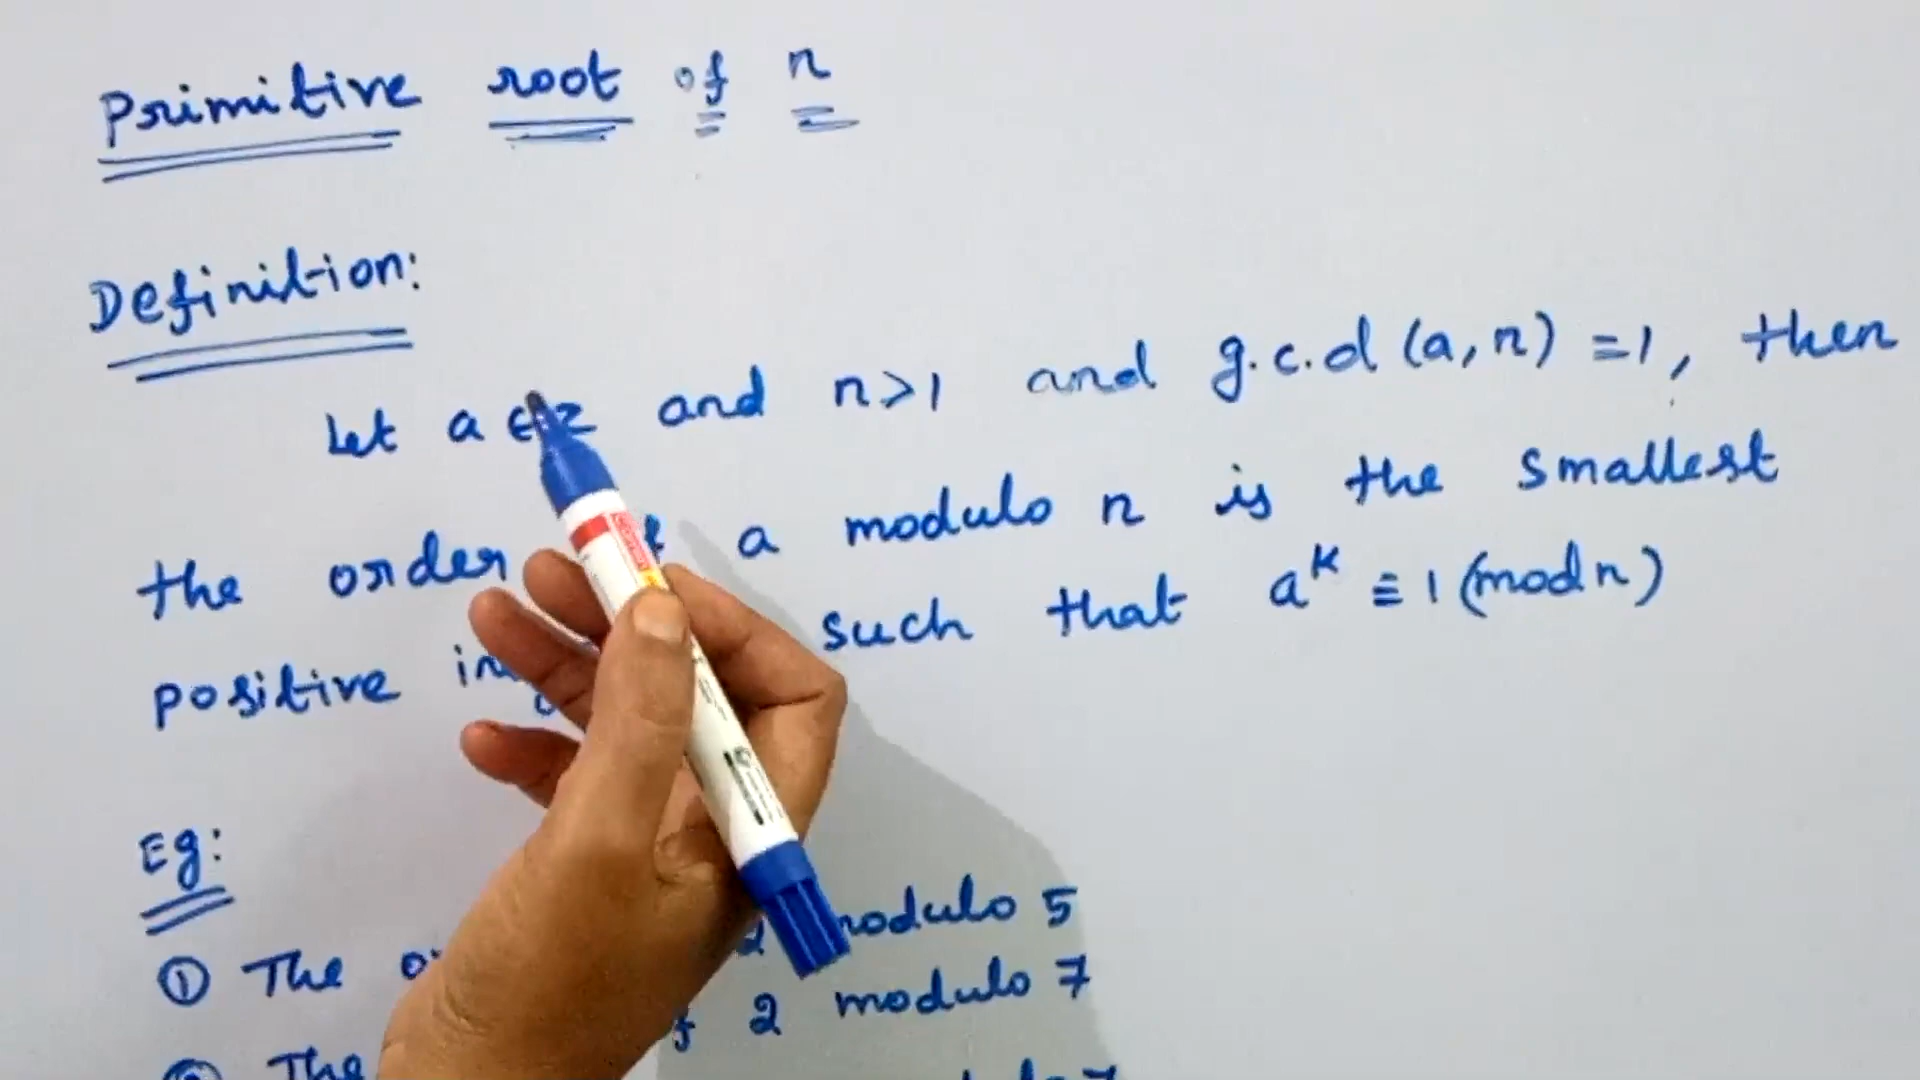 Primitive root of n
Definition:
Let a ∈ z and n>1 and g.c.d (a,n) =1, then
the order a modulo n is the smallest
positive such that a^k ≡ 1 (mod n)
Eg:
① The 2 modulo 5
2 modulo 7
The